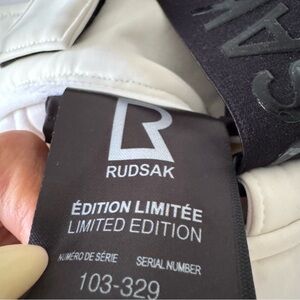 RUDSAK
ÉDITION LIMITÉE
LIMITED EDITION
NUMÉRO DE SÉRIE SERIAL NUMBER
103-329